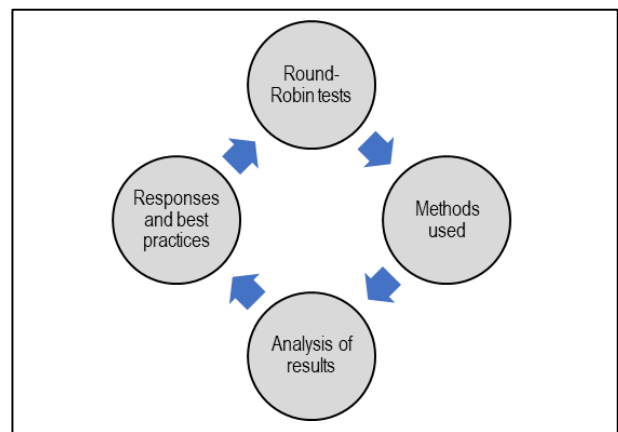 Round-
Robin tests
Methods
used
Analysis of
results
Responses
and best
practices